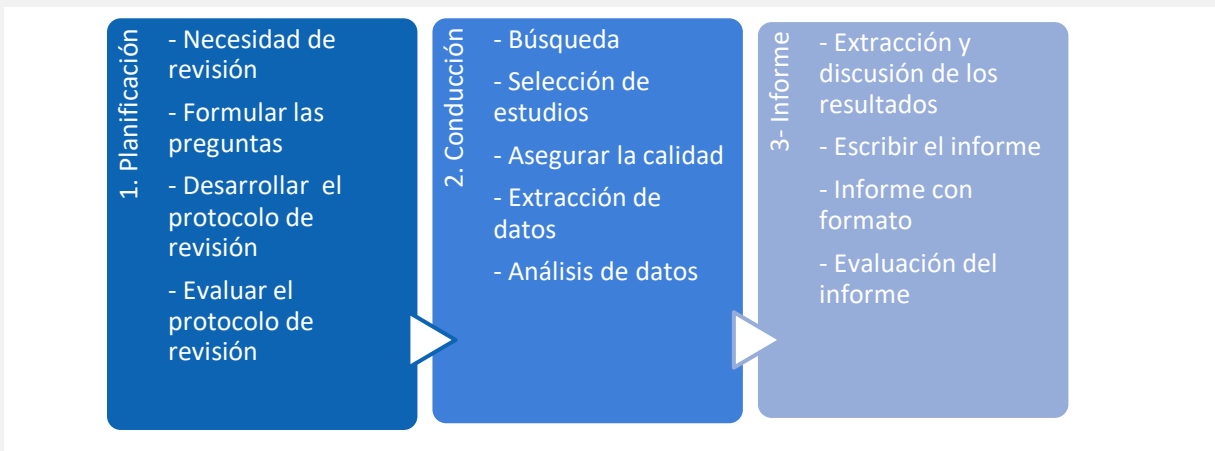 1. Planificación
- Necesidad de
revisión
- Formular las
preguntas
- Desarrollar el
protocolo de
revisión
- Evaluar el
protocolo de
revisión
2. Conducción
- Búsqueda
- Selección de
estudios
- Asegurar la calidad
- Extracción de
datos
- Análisis de datos
3- Informe
- Extracción y
discusión de los
resultados
- Escribir el informe
- Informe con
formato
- Evaluación del
informe